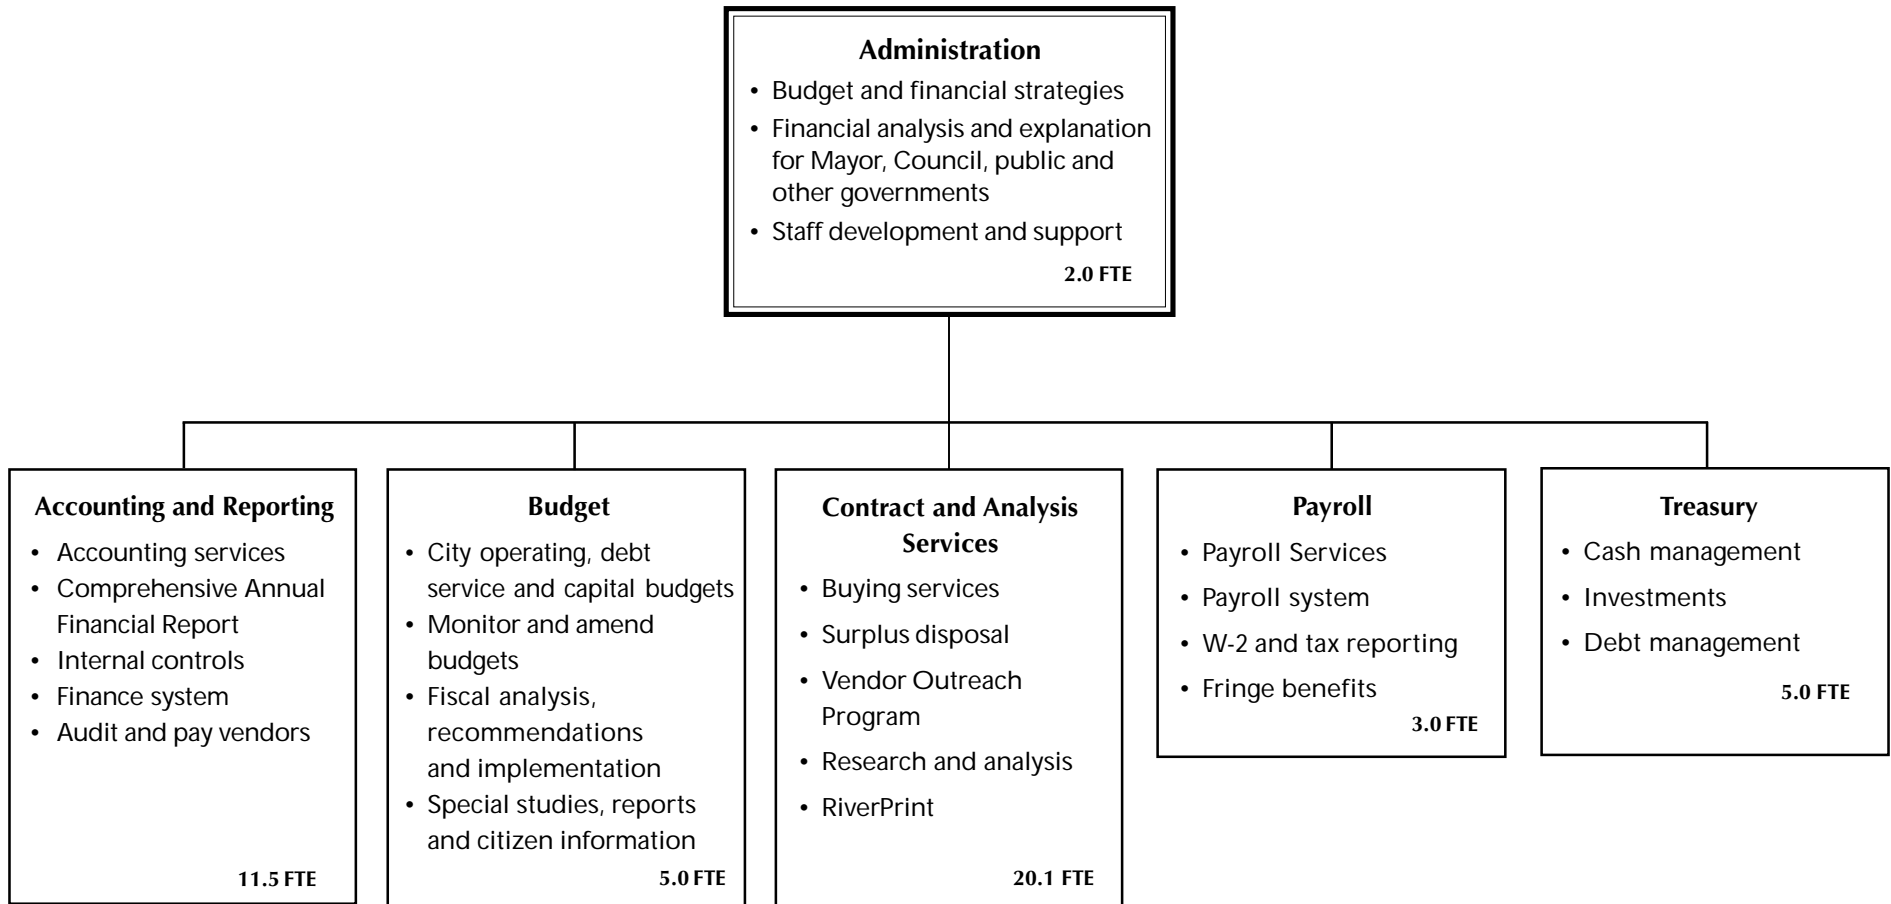 Administration
• Budget and financial strategies
• Financial analysis and explanation
for Mayor, Council, public and
other governments
• Staff development and support
2.0 FTE
Accounting and Reporting
• Accounting services
• Comprehensive Annual
Financial Report
• Internal controls
• Finance system
• Audit and pay vendors
11.5 FTE
Budget
• City operating, debt
service and capital budgets
• Monitor and amend
budgets
• Fiscal analysis,
recommendations
and implementation
• Special studies, reports
and citizen information
5.0 FTE
Contract and Analysis
Services
• Buying services
• Surplus disposal
• Vendor Outreach
Program
• Research and analysis
• RiverPrint
20.1 FTE
Payroll
• Payroll Services
• Payroll system
• W-2 and tax reporting
• Fringe benefits
3.0 FTE
Treasury
• Cash management
• Investments
• Debt management
5.0 FTE